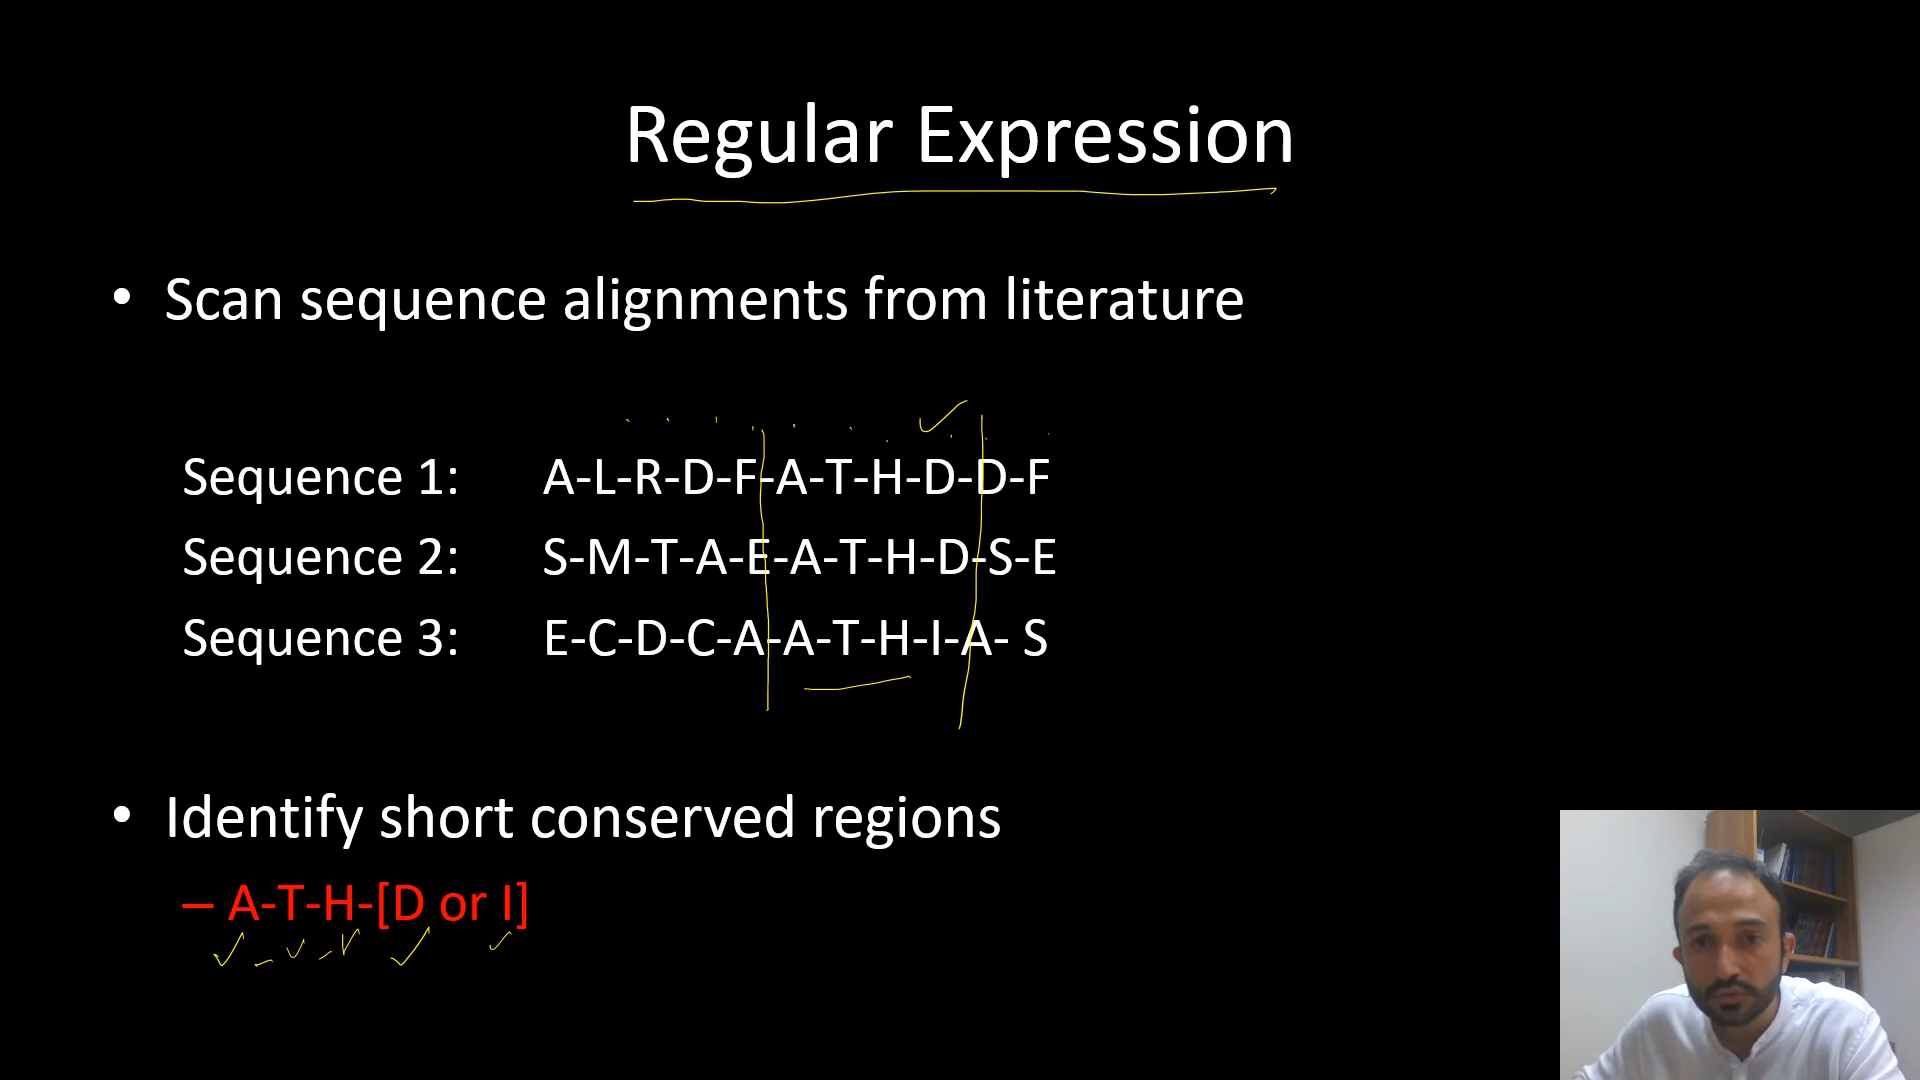 Regular Expression
• Scan sequence alignments from literature
Sequence 1: A-L-R-D-F-A-T-H-D-D-F
Sequence 2: S-M-T-A-E-A-T-H-D-S-E
Sequence 3: E-C-D-C-A-A-T-H-I-A- S
• Identify short conserved regions
– A-T-H-[D or I]